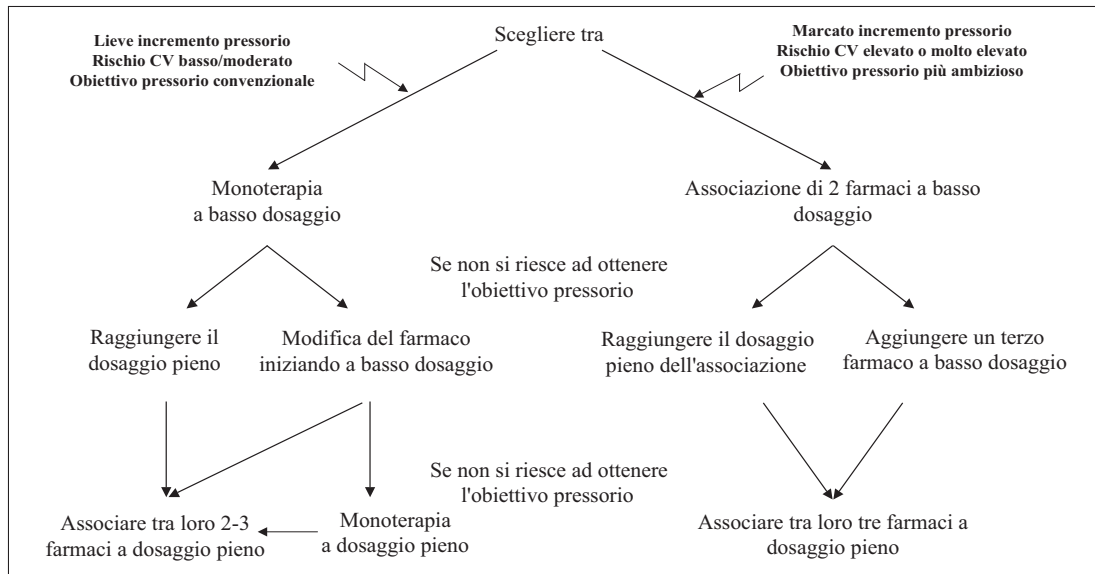 Scegliere tra
Lieve incremento pressorio
Rischio CV basso/moderato
Obiettivo pressorio convenzionale
Marcato incremento pressorio
Rischio CV elevato o molto elevato
Obiettivo pressorio più ambizioso
Monoterapia
a basso dosaggio
Associazione di 2 farmaci a basso
dosaggio
Se non si riesce ad ottenere
l'obiettivo pressorio
Raggiungere il
dosaggio pieno
Modifica del farmaco
iniziando a basso dosaggio
Raggiungere il dosaggio
pieno dell'associazione
Aggiungere un terzo
farmaco a basso dosaggio
Se non si riesce ad ottenere
l'obiettivo pressorio
Associare tra loro 2-3
farmaci a dosaggio pieno
Monoterapia
a dosaggio pieno
Associare tra loro tre farmaci a
dosaggio pieno